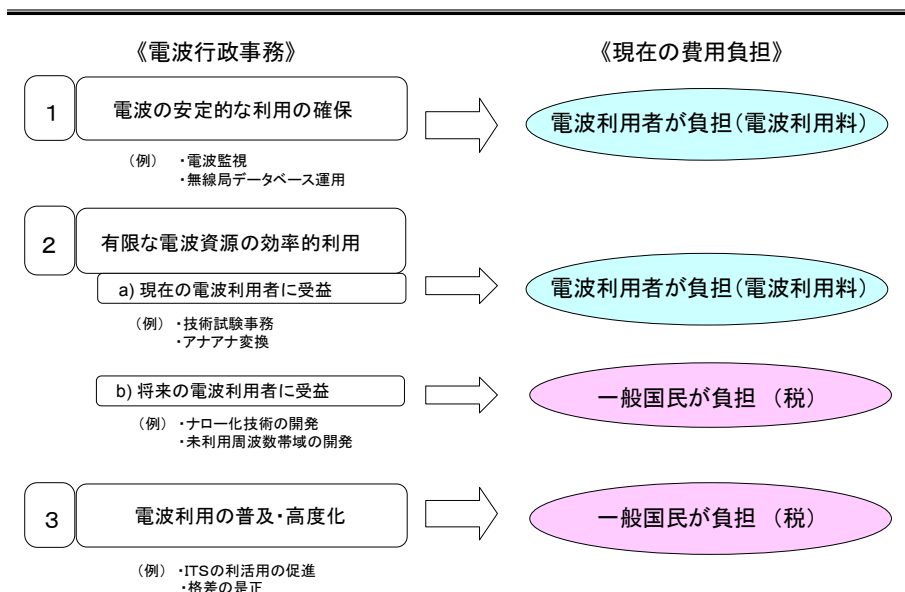 《電波行政事務》
《現在の費用負担》
1
電波の安定的な利用の確保
電波利用者が負担(電波利用料)
(例) ・電波監視
・無線局データベース運用
2
有限な電波資源の効率的利用
a) 現在の電波利用者に受益
電波利用者が負担(電波利用料)
(例) ・技術試験事務
・アナアナ変換
b) 将来の電波利用者に受益
一般国民が負担 (税)
(例) ・ナロー化技術の開発
・未利用周波数帯域の開発
3
電波利用の普及・高度化
一般国民が負担 (税)
(例) ・ITSの利活用の促進
・格差の是正